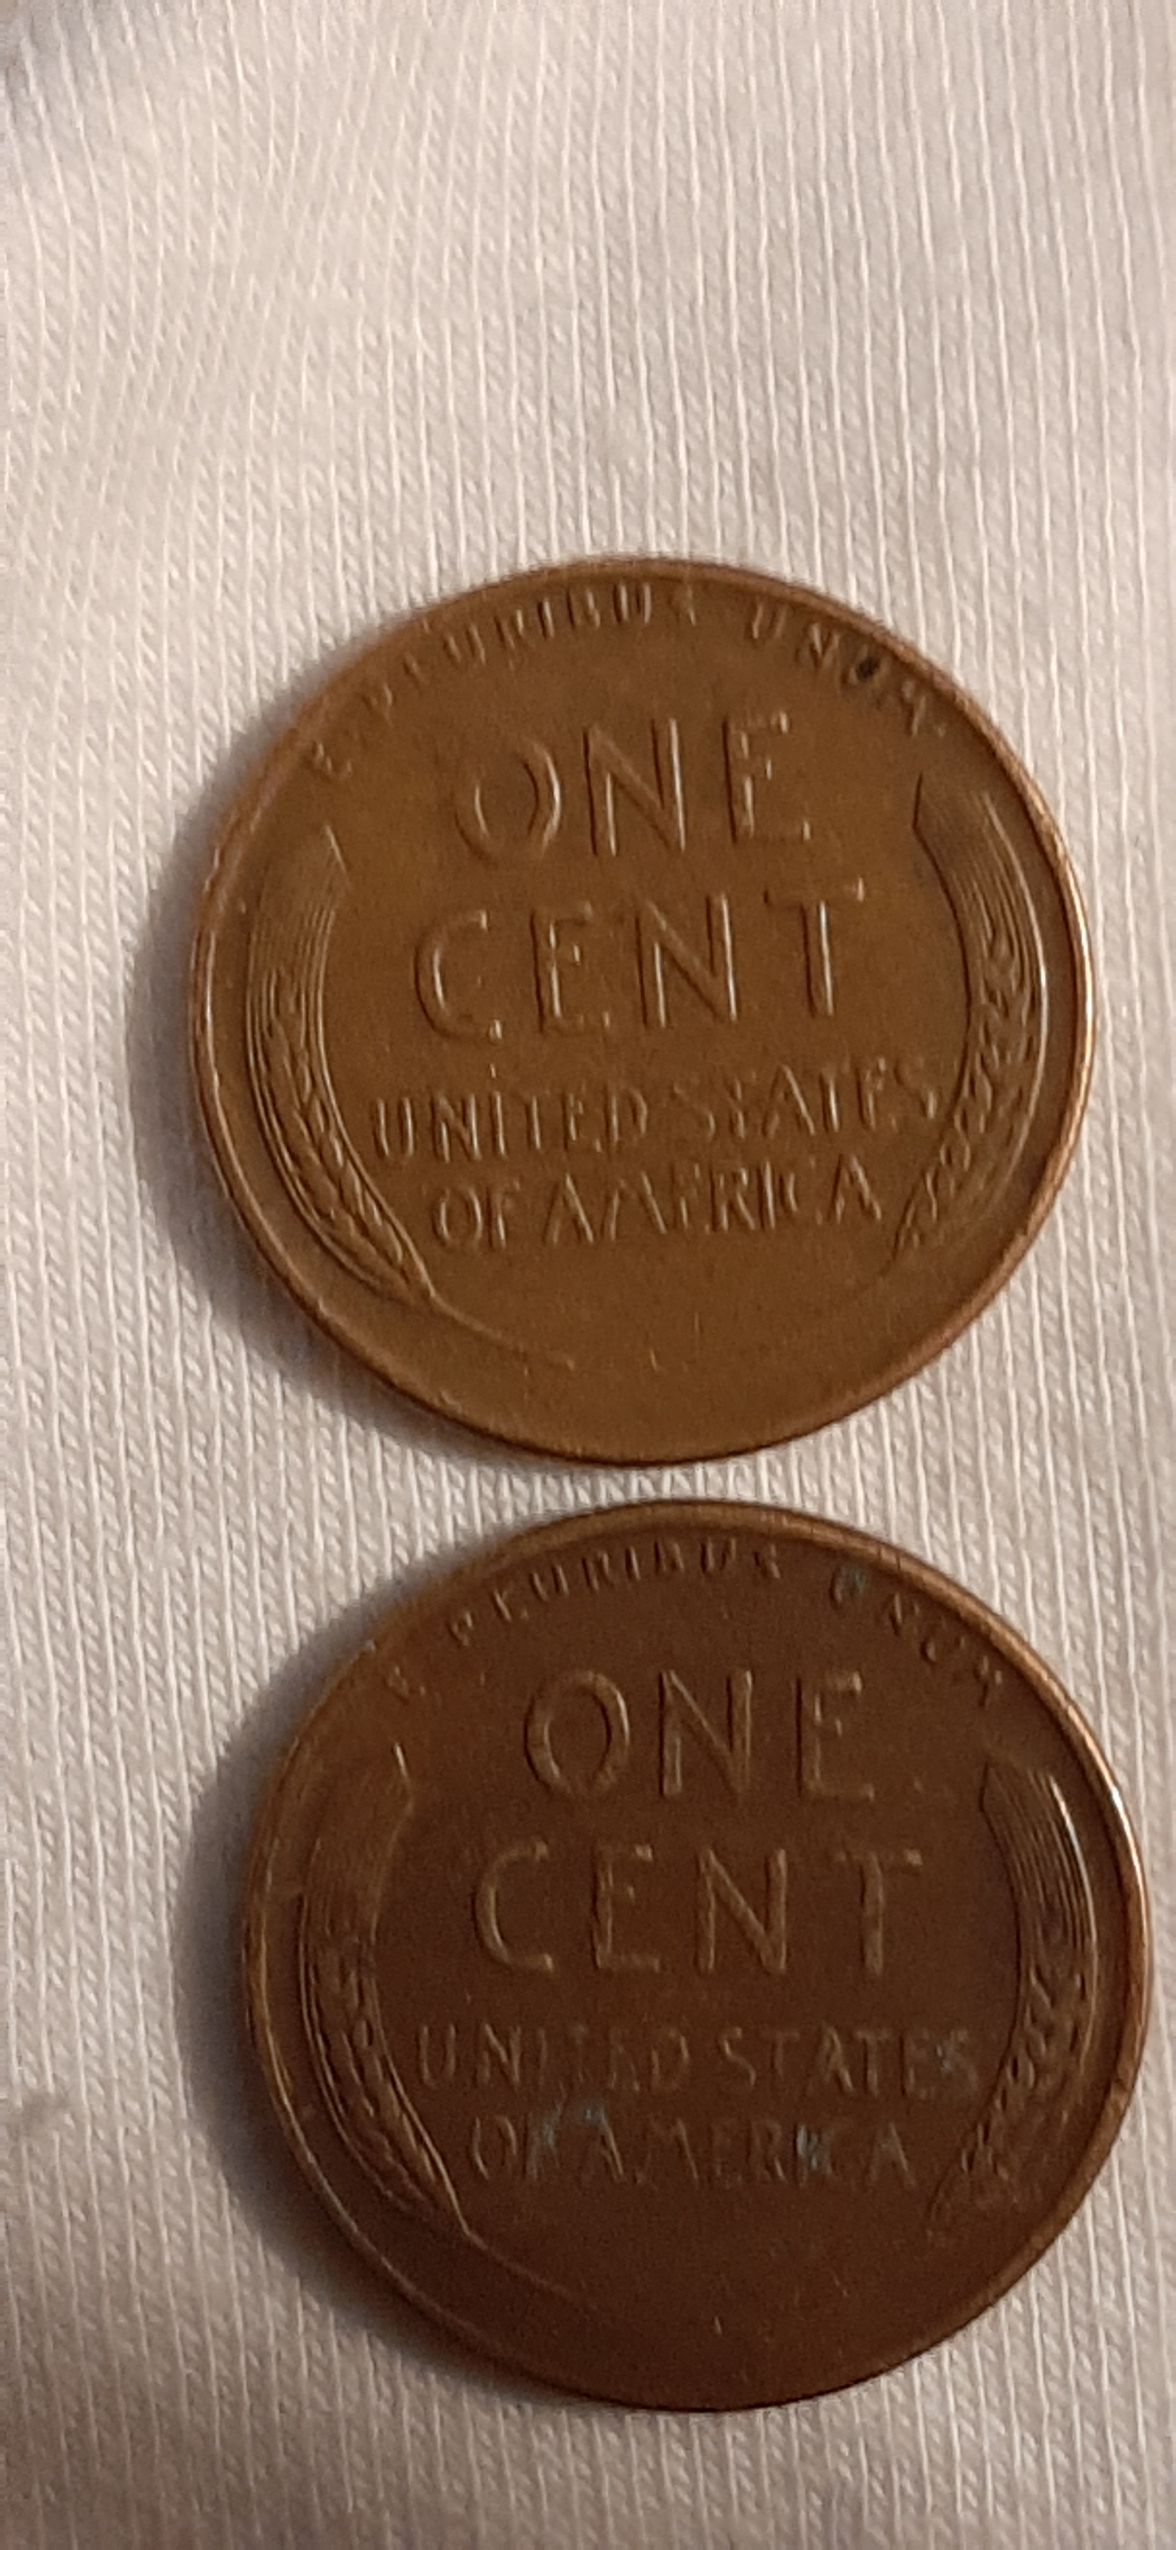 E PLURIBUS UNUM
ONE
CENT
UNITED STATES
OF AMERICA
E PLURIBUS UNUM
ONE
CENT
UNITED STATES
OF AMERICA